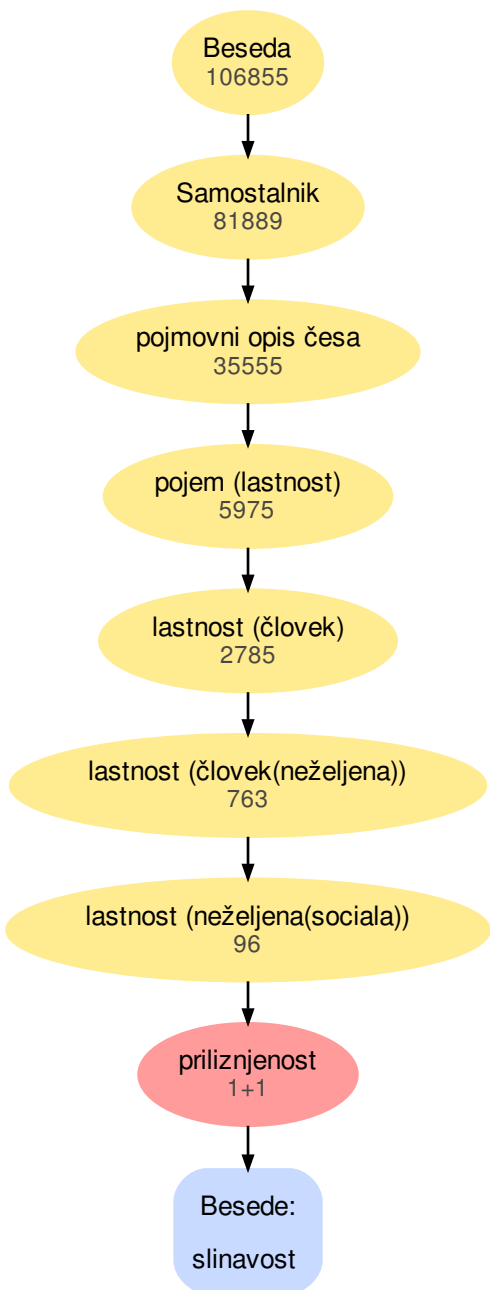 Beseda
106855
Samostalnik
81889
pojmovni opis česa
35555
pojem (lastnost)
5975
lastnost (človek)
2785
lastnost (človek(neželjena))
763
lastnost (neželjena(sociala))
96
priliznjenost
1+1
Besede:
slinavost